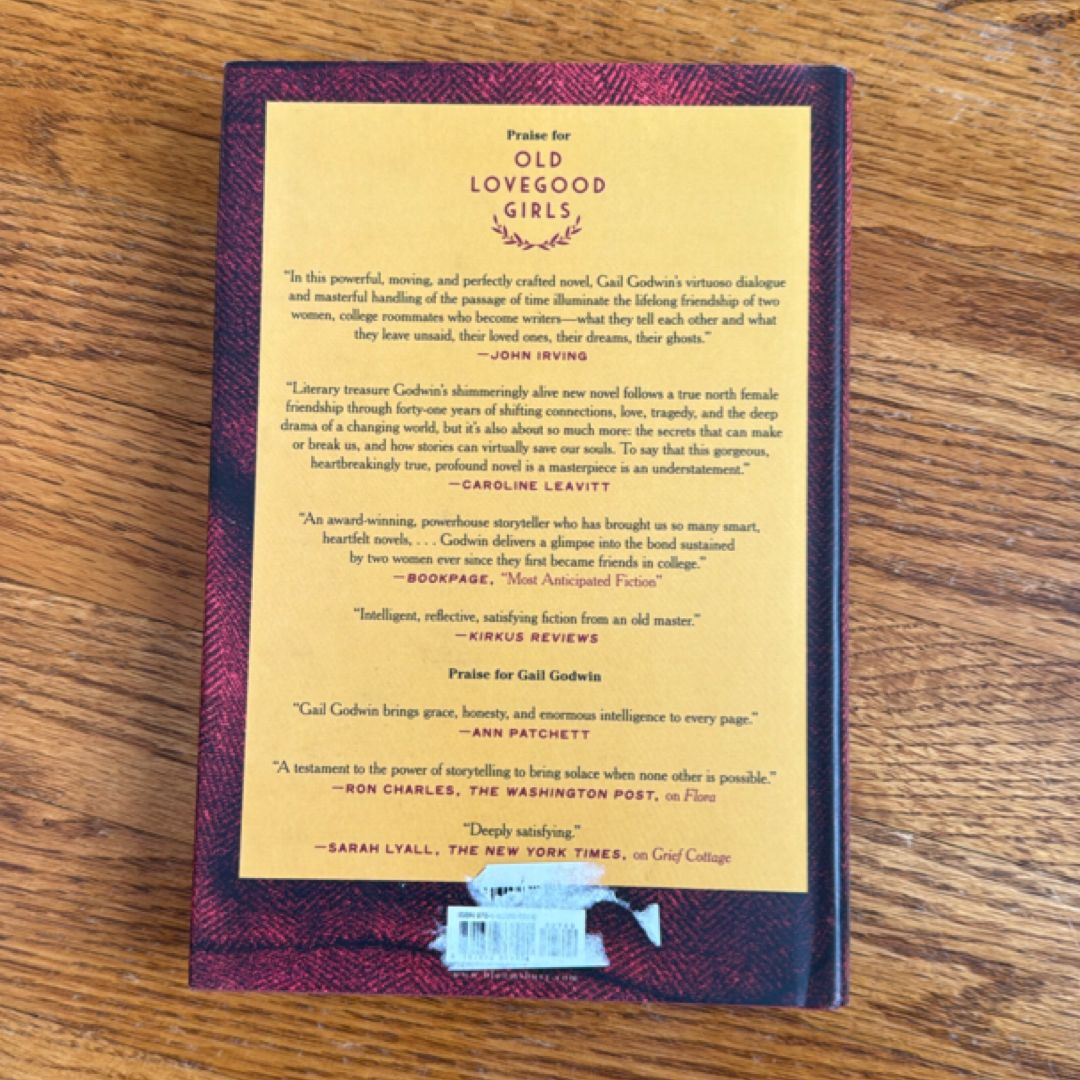 Praise for
OLD
LOVEGOOD
GIRLS
“In this powerful, moving, and perfectly crafted novel, Gail Godwin’s virtuoso dialogue
and masterful handling of the passage of time illuminate the lifelong friendship of two
women, college roommates who become writers—what they tell each other and what
they leave unsaid, their loved ones, their dreams, their ghosts.”
—JOHN IRVING
“Literary treasure Godwin’s shimmeringly alive new novel follows a true north female
friendship through forty-one years of shifting connections, love, tragedy, and the deep
drama of a changing world, but it’s also about so much more: the secrets that can make
or break us, and how stories can virtually save our souls. To say that this gorgeous,
heartbreakingly true, profound novel is a masterpiece is an understatement.”
—CAROLINE LEAVITT
“An award-winning, powerhouse storyteller who has brought us so many smart,
heartfelt novels, . . . Godwin delivers a glimpse into the bond sustained
by two women ever since they first became friends in college.”
—BOOKPAGE, “Most Anticipated Fiction”
“Intelligent, reflective, satisfying fiction from an old master.”
—KIRKUS REVIEWS
Praise for Gail Godwin
“Gail Godwin brings grace, honesty, and enormous intelligence to every page.”
—ANN PATCHETT
“A testament to the power of storytelling to bring solace when none other is possible.”
—RON CHARLES, THE WASHINGTON POST, on Flora
“Deeply satisfying.”
—SARAH LYALL, THE NEW YORK TIMES, on Grief Cottage
ISBN
www.bloomsbury.com